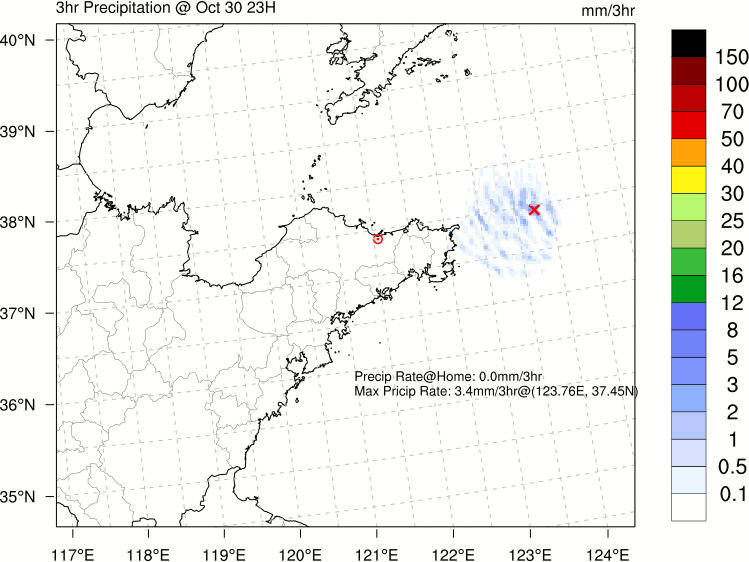 3hr Precipitation @ Oct 30 23H
mm/3hr
40°N
39°N
38°N
37°N
36°N
35°N
117°E 118°E 119°E 120°E 121°E 122°E 123°E 124°E
Precip Rate@Home: 0.0mm/3hr
Max Pricip Rate: 3.4mm/3hr@(123.76E, 37.45N)
150
100
70
50
40
30
25
20
16
12
8
5
3
2
1
0.5
0.1